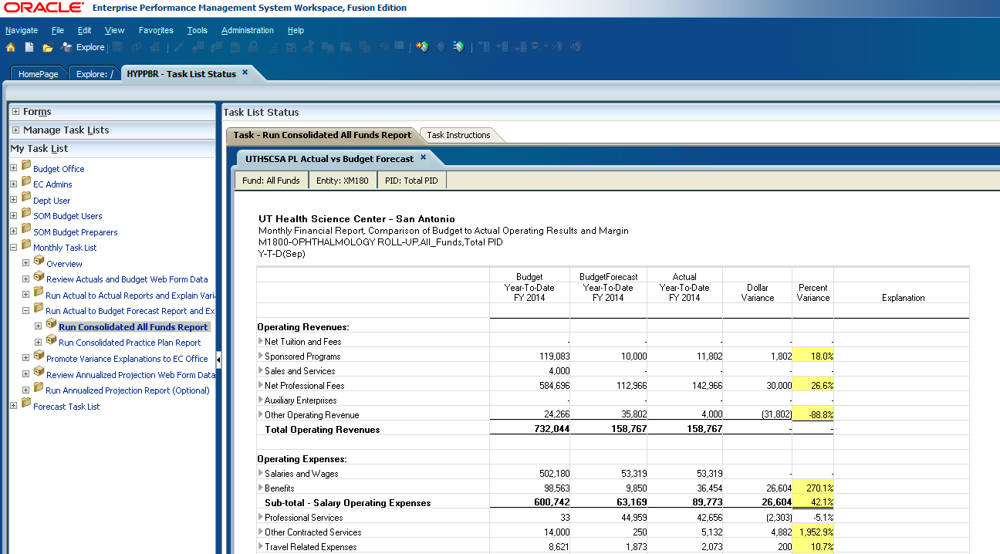 ORACLE Enterprise Performance Management System Workspace, Fusion Edition
Navigate File Edit View Favorites Tools Administration Help
Explore
HomePage Explore: / HYPPBR - Task List Status
Forms
Manage Task Lists
My Task List
Budget Office
EC Admins
Dept User
SOM Budget Users
SOM Budget Preparers
Monthly Task List
Overview
Review Actuals and Budget Web Form Data
Run Actual to Actual Reports and Explain Vari
Run Actual to Budget Forecast Report and Ex
Run Consolidated All Funds Report
Run Consolidated Practice Plan Report
Promote Variance Explanations to EC Office
Review Annualized Projection Web Form Data
Run Annualized Projection Report (Optional)
Forecast Task List
Task List Status
Task - Run Consolidated All Funds Report Task Instructions
UTHSCSA PL Actual vs Budget Forecast
Fund: All Funds Entity: XM180 PID: Total PID
UT Health Science Center - San Antonio
Monthly Financial Report, Comparison of Budget to Actual Operating Results and Margin
M1800-OPHTHALMOLOGY ROLL-UP,All_Funds,Total PID
Y-T-D(Sep)
Budget BudgetForecast Actual
Year-To-Date Year-To-Date Year-To-Date Dollar Percent
FY 2014 FY 2014 FY 2014 Variance Variance Explanation
Operating Revenues:
Net Tuition and Fees - - - - -
Sponsored Programs 119,083 10,000 11,802 1,802 18.0%
Sales and Services 4,000 - - - -
Net Professional Fees 584,696 112,966 142,966 30,000 26.6%
Auxiliary Enterprises - - - - -
Other Operating Revenue 24,266 35,802 4,000 (31,802) -88.8%
Total Operating Revenues 732,044 158,767 158,767 - -
Operating Expenses:
Salaries and Wages 502,180 53,319 53,319 - -
Benefits 98,563 9,850 36,454 26,604 270.1%
Sub-total - Salary Operating Expenses 600,742 63,169 89,773 26,604 42.1%
Professional Services 33 44,959 42,656 (2,303) -5.1%
Other Contracted Services 14,000 250 5,132 4,882 1,952.9%
Travel Related Expenses 8,621 1,873 2,073 200 10.7%